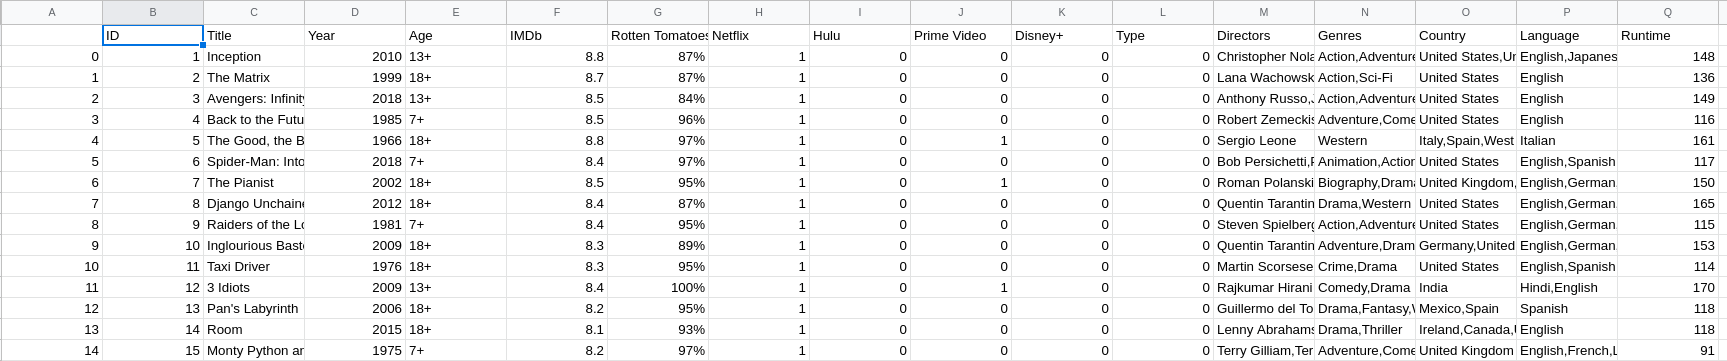 A B C D E F G H I J K L M N O P Q
ID Title Year Age IMDb Rotten Tomatoes Netflix Hulu Prime Video Disney+ Type Directors Genres Country Language Runtime
0 1 Inception 2010 13+ 8.8 87% 1 0 0 0 0 Christopher Nola Action,Adventure United States,Un English,Japanes 148
1 2 The Matrix 1999 18+ 8.7 87% 1 0 0 0 0 Lana Wachowsk Action,Sci-Fi United States English 136
2 3 Avengers: Infinity 2018 13+ 8.5 84% 1 0 0 0 0 Anthony Russo,J Action,Adventure United States English 149
3 4 Back to the Futu 1985 7+ 8.5 96% 1 0 0 0 0 Robert Zemeckis Adventure,Come United States English 116
4 5 The Good, the B 1966 18+ 8.8 97% 1 0 1 0 0 Sergio Leone Western Italy,Spain,West Italian 161
5 6 Spider-Man: Into 2018 7+ 8.4 97% 1 0 0 0 0 Bob Persichetti,P Animation,Action United States English,Spanish 117
6 7 The Pianist 2002 18+ 8.5 95% 1 0 1 0 0 Roman Polanski Biography,Drama United Kingdom, English,German, 150
7 8 Django Unchaine 2012 18+ 8.4 87% 1 0 0 0 0 Quentin Tarantin Drama,Western United States English,German, 165
8 9 Raiders of the Lo 1981 7+ 8.4 95% 1 0 0 0 0 Steven Spielberg Action,Adventure United States English,German, 115
9 10 Inglourious Baste 2009 18+ 8.3 89% 1 0 0 0 0 Quentin Tarantin Adventure,Dram Germany,United English,German, 153
10 11 Taxi Driver 1976 18+ 8.3 95% 1 0 0 0 0 Martin Scorsese Crime,Drama United States English,Spanish 114
11 12 3 Idiots 2009 13+ 8.4 100% 1 0 1 0 0 Rajkumar Hirani Comedy,Drama India Hindi,English 170
12 13 Pan's Labyrinth 2006 18+ 8.2 95% 1 0 0 0 0 Guillermo del To Drama,Fantasy,W Mexico,Spain Spanish 118
13 14 Room 2015 18+ 8.1 93% 1 0 0 0 0 Lenny Abrahams Drama,Thriller Ireland,Canada,U English 118
14 15 Monty Python an 1975 7+ 8.2 97% 1 0 0 0 0 Terry Gilliam,Ter Adventure,Come United Kingdom English,French,L 91